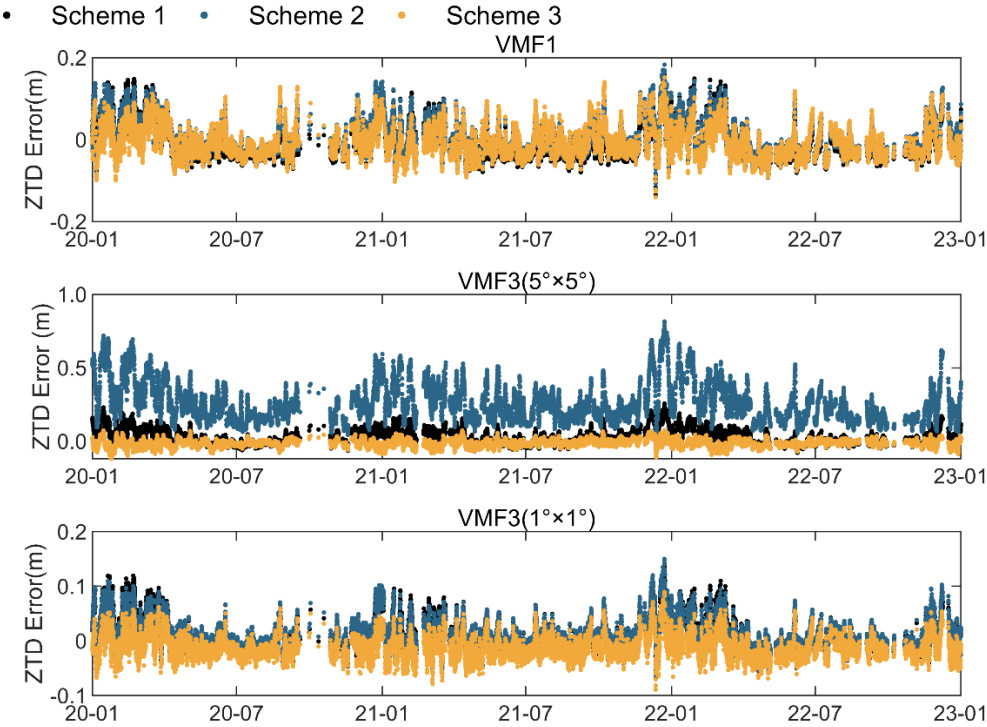 Scheme 1 Scheme 2 Scheme 3
VMF1
ZTD Error(m)
0.2
0
-0.2
20-01 20-07 21-01 21-07 22-01 22-07 23-01
VMF3(5°×5°)
ZTD Error (m)
1.0
0.5
0.0
20-01 20-07 21-01 21-07 22-01 22-07 23-01
VMF3(1°×1°)
ZTD Error(m)
0.2
0.1
0
-0.1
20-01 20-07 21-01 21-07 22-01 22-07 23-01